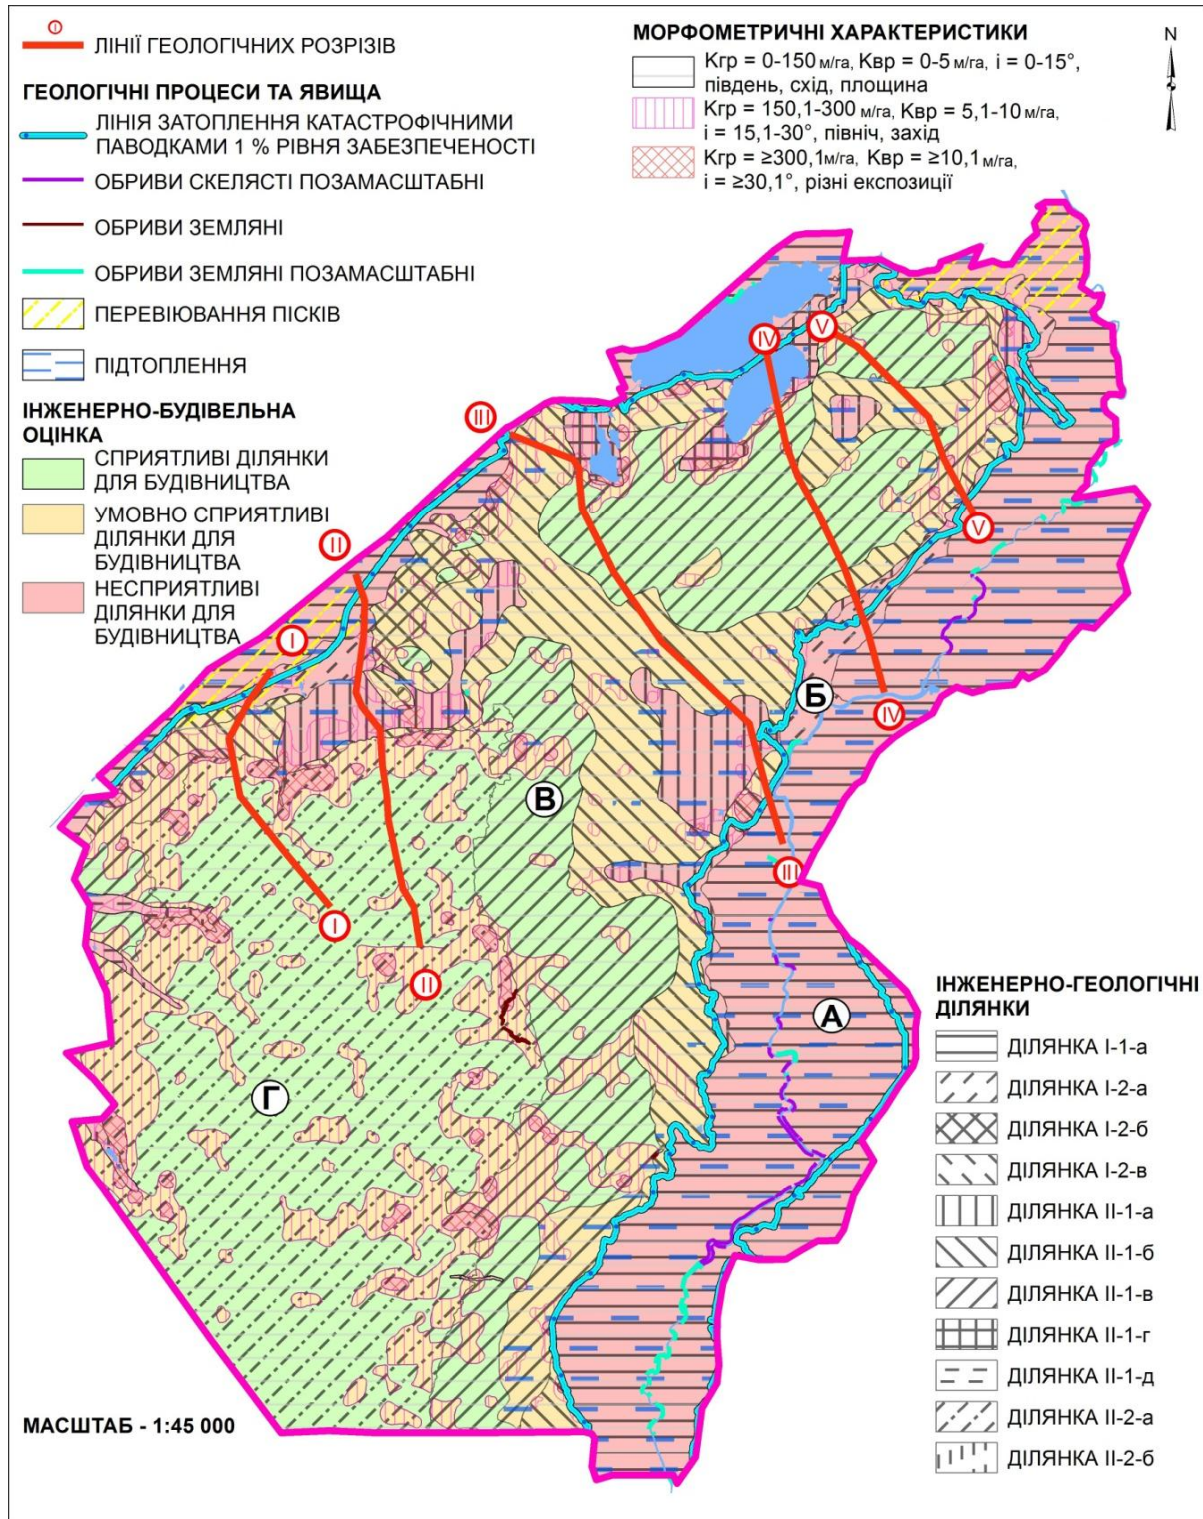 I
ЛІНІЇ ГЕОЛОГІЧНИХ РОЗРІЗІВ
ГЕОЛОГІЧНІ ПРОЦЕСИ ТА ЯВИЩА
ЛІНІЯ ЗАТОПЛЕННЯ КАТАСТРОФІЧНИМИ
ПАВОДКАМИ 1 % РІВНЯ ЗАБЕЗПЕЧЕНОСТІ
ОБРИВИ СКЕЛЯСТІ ПОЗАМАСШТАБНІ
ОБРИВИ ЗЕМЛЯНІ
ОБРИВИ ЗЕМЛЯНІ ПОЗАМАСШТАБНІ
ПЕРЕВІЮВАННЯ ПІСКІВ
ПІДТОПЛЕННЯ
ІНЖЕНЕРНО-БУДІВЕЛЬНА
ОЦІНКА
СПРИЯТЛИВІ ДІЛЯНКИ
ДЛЯ БУДІВНИЦТВА
УМОВНО СПРИЯТЛИВІ
ДІЛЯНКИ ДЛЯ
БУДІВНИЦТВА
НЕСПРИЯТЛИВІ
ДІЛЯНКИ ДЛЯ
БУДІВНИЦТВА
МОРФОМЕТРИЧНІ ХАРАКТЕРИСТИКИ
Кгр = 0-150 м/га, Квр = 0-5 м/га, i = 0-15°,
південь, схід, площина
Кгр = 150,1-300 м/га, Квр = 5,1-10 м/га,
i = 15,1-30°, північ, захід
Кгр = ≥300,1м/га, Квр = ≥10,1м/га,
i = ≥30,1°, різні експозиції
N
IV
V
III
II
I
V
Б
IV
В
III
I
II
А
Г
ІНЖЕНЕРНО-ГЕОЛОГІЧНІ
ДІЛЯНКИ
ДІЛЯНКА І-1-а
ДІЛЯНКА І-2-а
ДІЛЯНКА І-2-б
ДІЛЯНКА І-2-в
ДІЛЯНКА ІІ-1-а
ДІЛЯНКА ІІ-1-б
ДІЛЯНКА ІІ-1-в
ДІЛЯНКА ІІ-1-г
ДІЛЯНКА ІІ-1-д
ДІЛЯНКА ІІ-2-а
ДІЛЯНКА ІІ-2-б
МАСШТАБ - 1:45 000